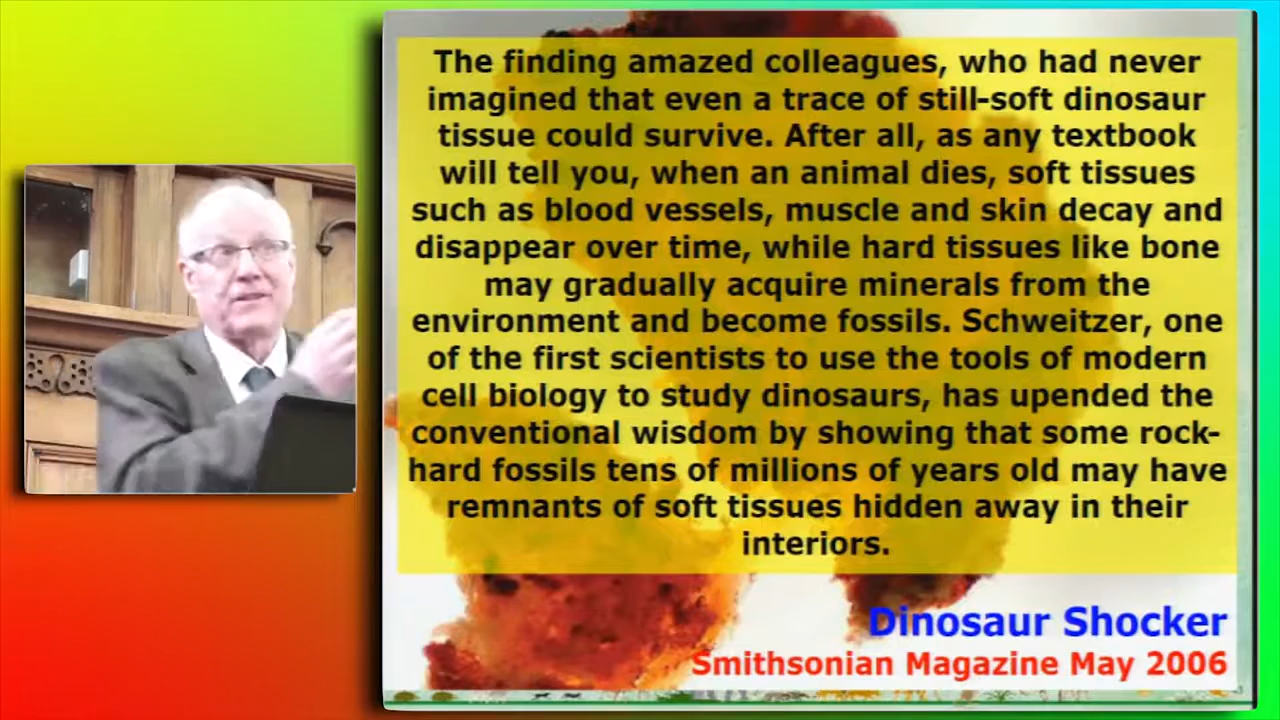 The finding amazed colleagues, who had never
imagined that even a trace of still-soft dinosaur
tissue could survive. After all, as any textbook
will tell you, when an animal dies, soft tissues
such as blood vessels, muscle and skin decay and
disappear over time, while hard tissues like bone
may gradually acquire minerals from the
environment and become fossils. Schweitzer, one
of the first scientists to use the tools of modern
cell biology to study dinosaurs, has upended the
conventional wisdom by showing that some rock-
hard fossils tens of millions of years old may have
remnants of soft tissues hidden away in their
interiors.
Dinosaur Shocker
Smithsonian Magazine May 2006